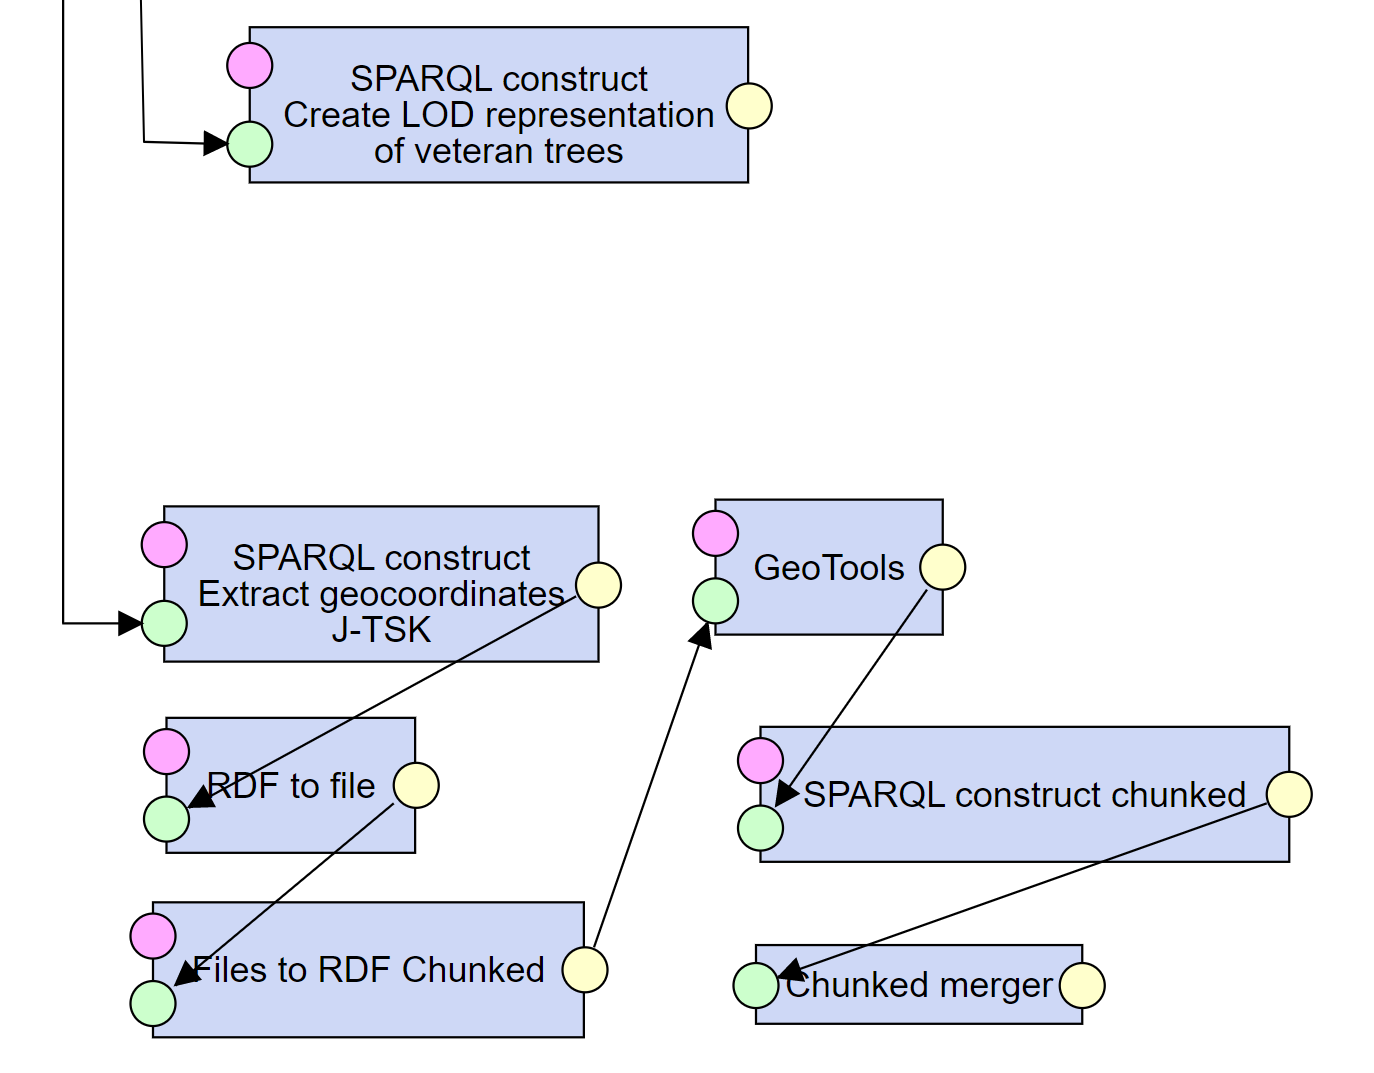 SPARQL construct
Create LOD representation
of veteran trees
SPARQL construct
Extract geocoordinates
J-TSK
GeoTools
RDF to file
SPARQL construct chunked
Files to RDF Chunked
Chunked merger